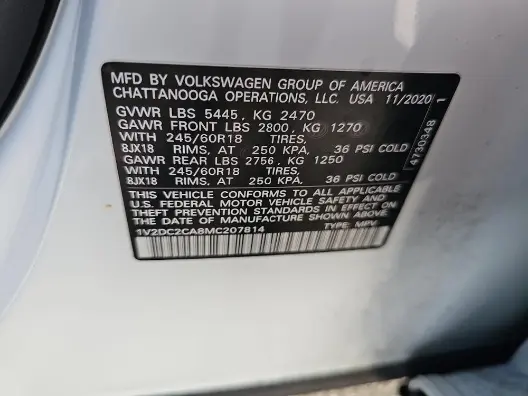 MFD BY VOLKSWAGEN GROUP OF AMERICA
CHATTANOOGA OPERATIONS, LLC. USA 11/2020
GVWR LBS 5445, KG 2470
GAWR FRONT LBS 2800, KG 1270
WITH 245/60R18 TIRES,
8JX18 RIMS, AT 250 KPA, 36 PSI COLD
GAWR REAR LBS 2756, KG 1250
WITH 245/60R18 TIRES,
8JX18 RIMS, AT 250 KPA, 36 PSI COLD
THIS VEHICLE CONFORMS TO ALL APPLICABLE
U.S. FEDERAL MOTOR VEHICLE SAFETY AND
THEFT PREVENTION STANDARDS IN EFFECT ON
THE DATE OF MANUFACTURE SHOWN ABOVE.
1V2DC2CA8MC207814 TYPE: MPV
1
4730348